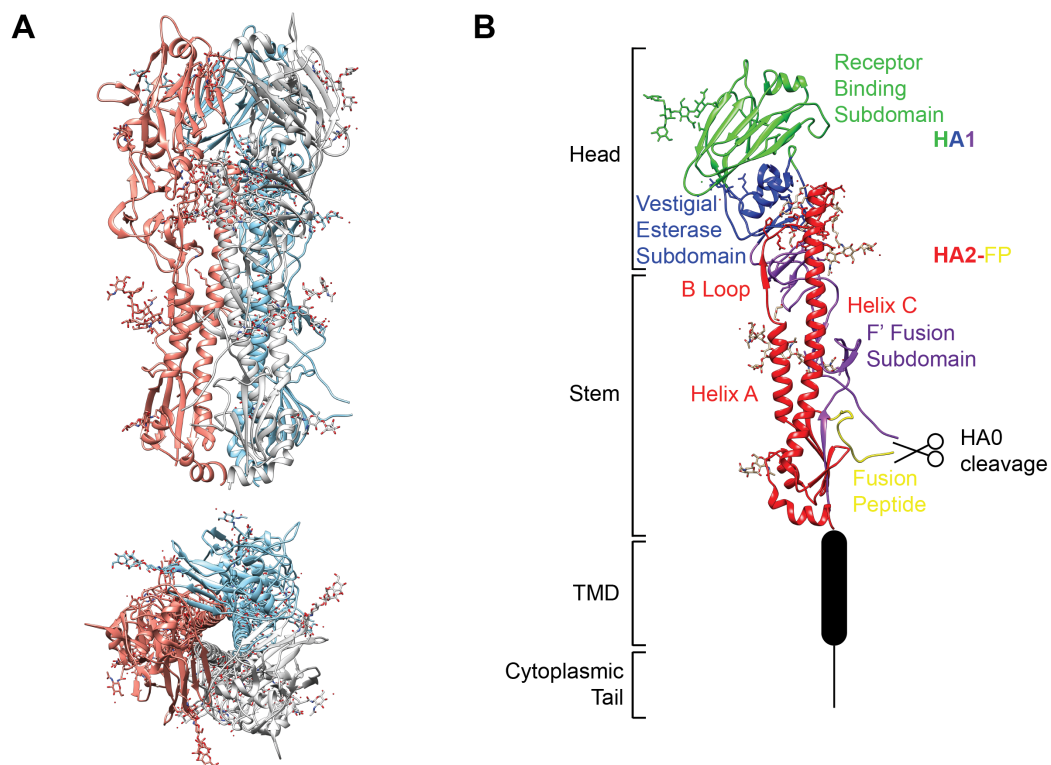 A
B
Receptor
Binding
Subdomain
HA1
Head
Vestigial
Esterase
Subdomain
HA2-FP
B Loop
Helix C
F' Fusion
Subdomain
Stem
Helix A
HA0
cleavage
Fusion
Peptide
TMD
Cytoplasmic
Tail